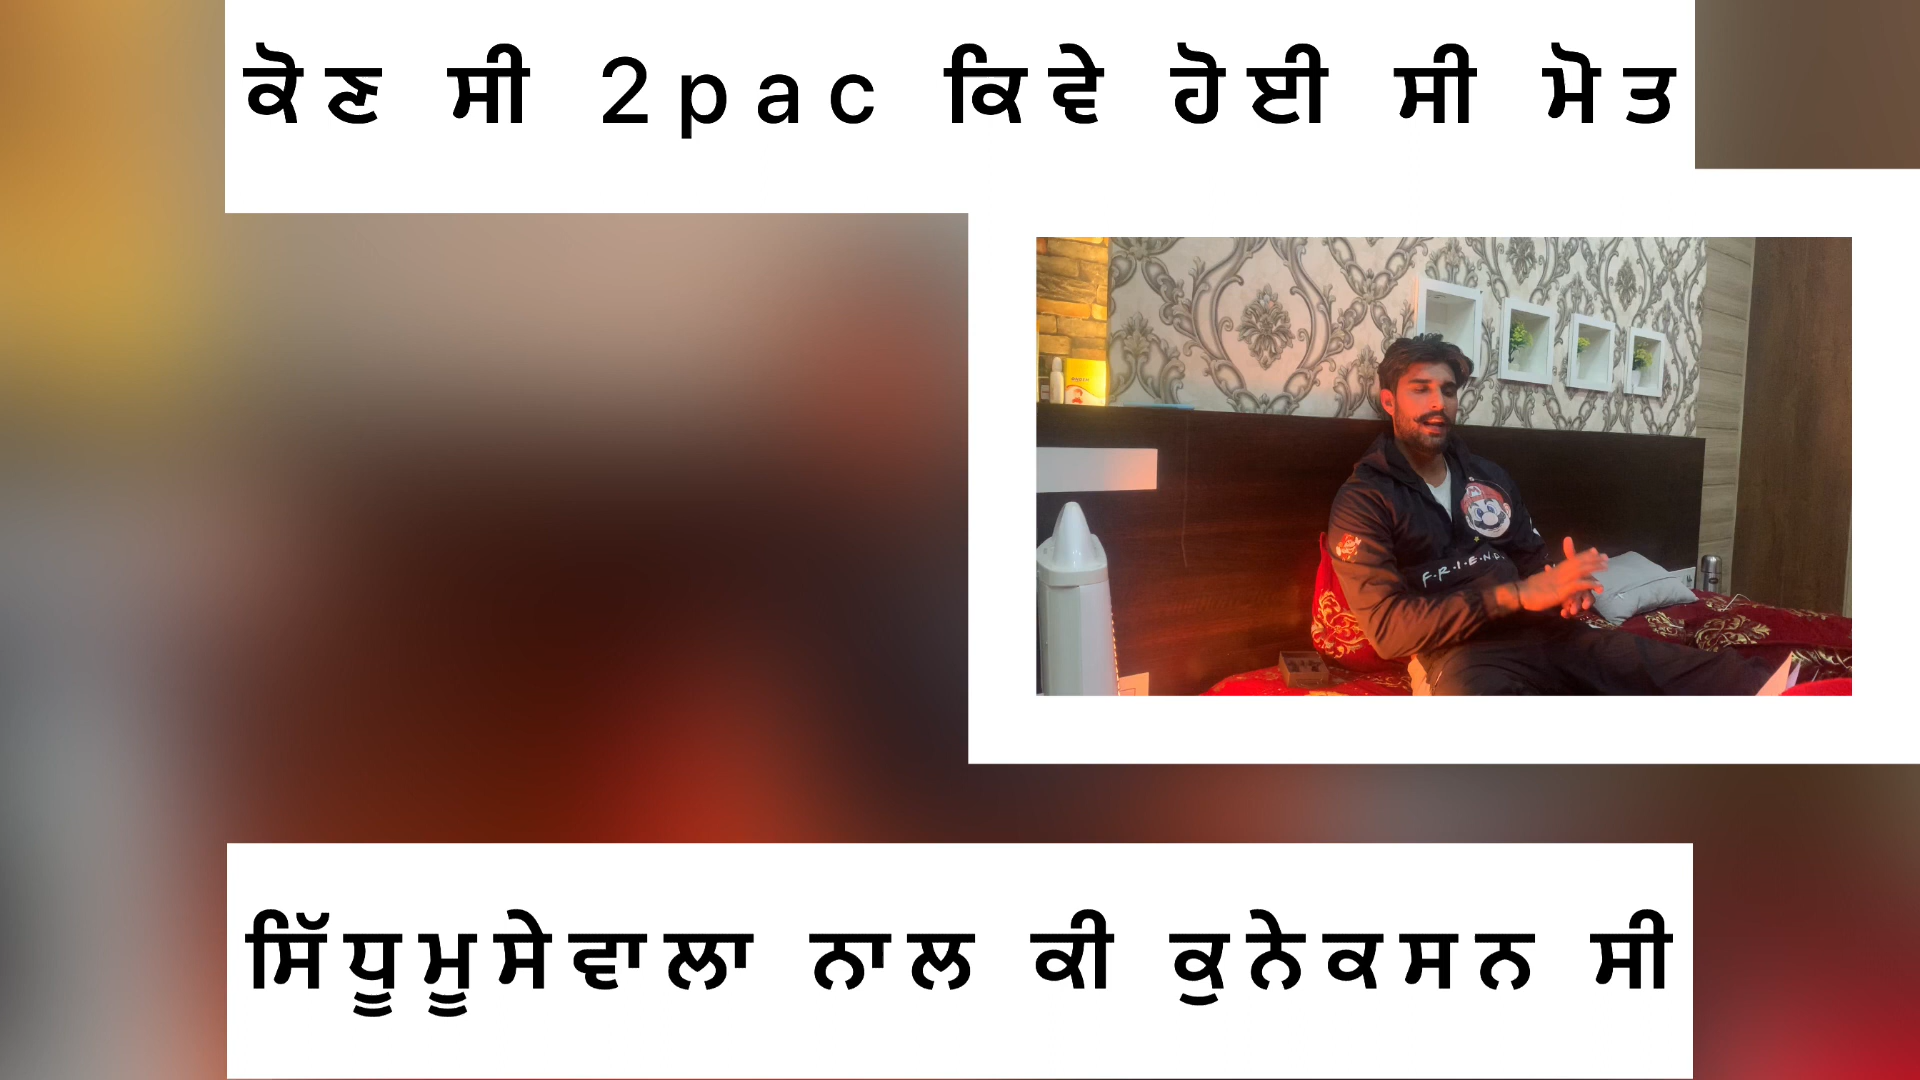 ਕੋਣ ਸੀ 2pac ਕਿਵੇ ਹੋਈ ਸੀ ਮੋਤ
F.R.I.E.N.D.
ਸਿੱਧੂਮੂਸੇਵਾਲਾ ਨਾਲ ਕੀ ਕੁਨੇਕਸਨ ਸੀ